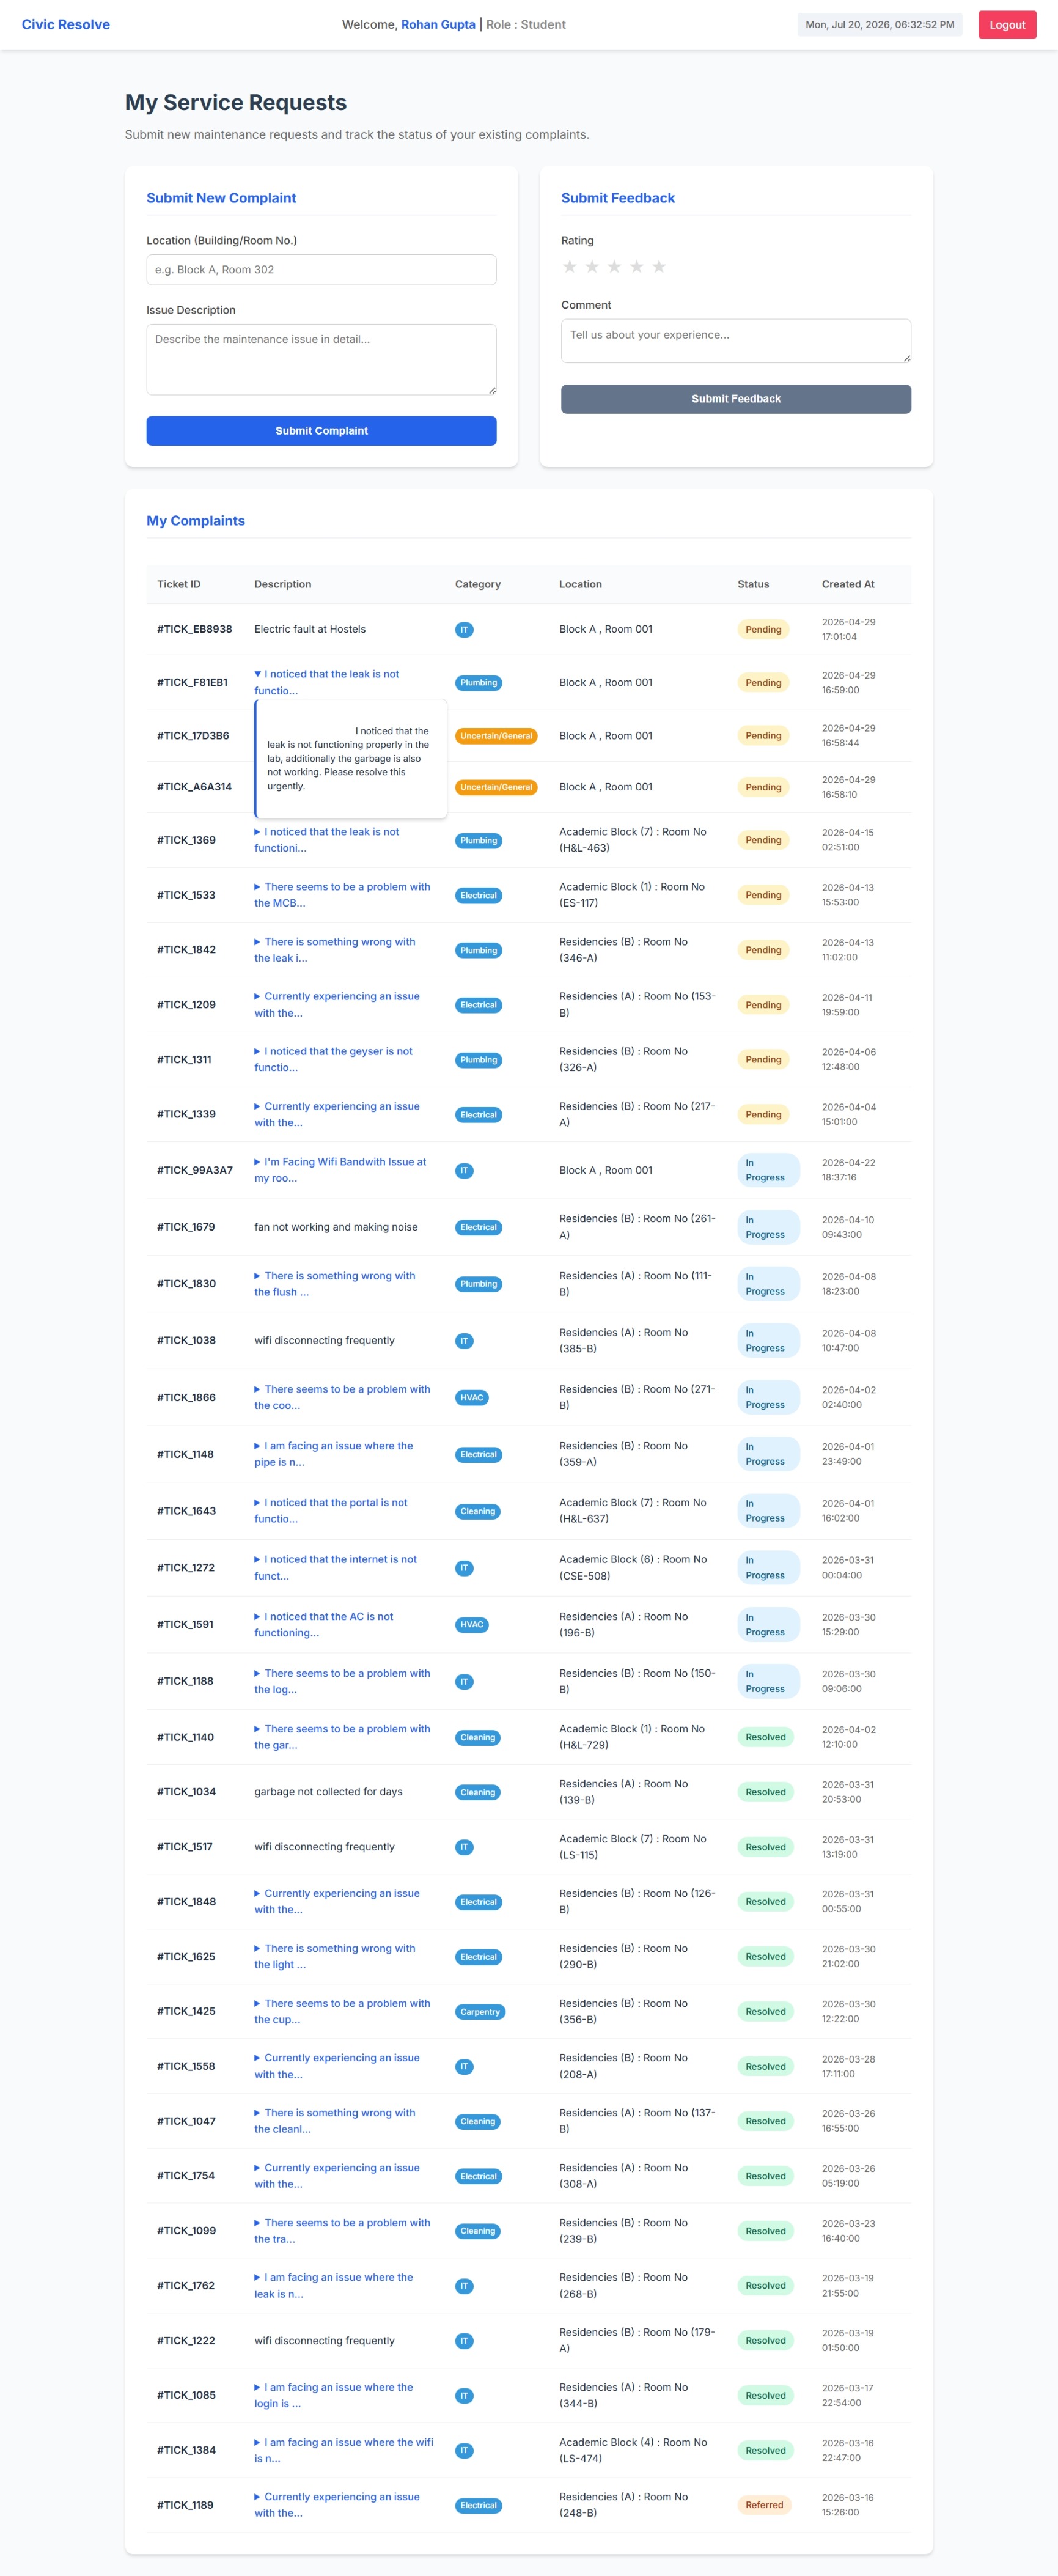 Civic Resolve
Welcome, Rohan Gupta | Role : Student
Mon, Jul 20, 2026, 06:32:52 PM
Logout
My Service Requests
Submit new maintenance requests and track the status of your existing complaints.
Submit New Complaint
Location (Building/Room No.)
e.g. Block A, Room 302
Issue Description
Describe the maintenance issue in detail...
Submit Complaint
Submit Feedback
Rating
★ ★ ★ ★ ★
Comment
Tell us about your experience...
Submit Feedback
My Complaints
Ticket ID Description Category Location Status Created At
#TICK_EB8938 Electric fault at Hostels IT Block A , Room 001 Pending 2026-04-29
17:01:04
▼ I noticed that the leak is not
functio...
#TICK_F81EB1 Plumbing Block A , Room 001 Pending 2026-04-29
16:59:00
I noticed that the
leak is not functioning properly in the
lab, additionally the garbage is also
not working. Please resolve this
urgently.
#TICK_17D3B6 Uncertain/General Block A , Room 001 Pending 2026-04-29
16:58:44
#TICK_A6A314 Uncertain/General Block A , Room 001 Pending 2026-04-29
16:58:10
#TICK_1369 ▶ I noticed that the leak is not Plumbing Academic Block (7) : Room No Pending 2026-04-15
functioni... (H&L-463) 02:51:00
#TICK_1533 ▶ There seems to be a problem with Electrical Academic Block (1) : Room No Pending 2026-04-13
the MCB... (ES-117) 15:53:00
#TICK_1842 ▶ There is something wrong with Plumbing Residencies (B) : Room No Pending 2026-04-13
the leak i... (346-A) 11:02:00
#TICK_1209 ▶ Currently experiencing an issue Electrical Residencies (A) : Room No (153- Pending 2026-04-11
with the... B) 19:59:00
#TICK_1311 ▶ I noticed that the geyser is not Plumbing Residencies (B) : Room No Pending 2026-04-06
functio... (326-A) 12:48:00
#TICK_1339 ▶ Currently experiencing an issue Electrical Residencies (B) : Room No (217- Pending 2026-04-04
with the... A) 15:01:00
#TICK_99A3A7 ▶ I'm Facing Wifi Bandwith Issue at IT Block A , Room 001 In 2026-04-22
my roo... Progress 18:37:16
#TICK_1679 fan not working and making noise Electrical Residencies (B) : Room No (261- In 2026-04-10
A) Progress 09:43:00
#TICK_1830 ▶ There is something wrong with Plumbing Residencies (A) : Room No (111- In 2026-04-08
the flush ... B) Progress 18:23:00
#TICK_1038 wifi disconnecting frequently IT Residencies (A) : Room No In 2026-04-08
(385-B) Progress 10:47:00
#TICK_1866 ▶ There seems to be a problem with HVAC Residencies (B) : Room No (271- In 2026-04-02
the coo... B) Progress 02:40:00
#TICK_1148 ▶ I am facing an issue where the Electrical Residencies (B) : Room No In 2026-04-01
pipe is n... (359-A) Progress 23:49:00
#TICK_1643 ▶ I noticed that the portal is not Cleaning Academic Block (7) : Room No In 2026-04-01
functio... (H&L-637) Progress 16:02:00
#TICK_1272 ▶ I noticed that the internet is not IT Academic Block (6) : Room No In 2026-03-31
funct... (CSE-508) Progress 00:04:00
#TICK_1591 ▶ I noticed that the AC is not HVAC Residencies (A) : Room No In 2026-03-30
functioning... (196-B) Progress 15:29:00
#TICK_1188 ▶ There seems to be a problem with IT Residencies (B) : Room No (150- In 2026-03-30
the log... B) Progress 09:06:00
#TICK_1140 ▶ There seems to be a problem with Cleaning Academic Block (1) : Room No Resolved 2026-04-02
the gar... (H&L-729) 12:10:00
#TICK_1034 garbage not collected for days Cleaning Residencies (A) : Room No Resolved 2026-03-31
(139-B) 20:53:00
#TICK_1517 wifi disconnecting frequently IT Academic Block (7) : Room No Resolved 2026-03-31
(LS-115) 13:19:00
#TICK_1848 ▶ Currently experiencing an issue Electrical Residencies (B) : Room No (126- Resolved 2026-03-31
with the... B) 00:55:00
#TICK_1625 ▶ There is something wrong with Electrical Residencies (B) : Room No Resolved 2026-03-30
the light ... (290-B) 21:02:00
#TICK_1425 ▶ There seems to be a problem with Carpentry Residencies (B) : Room No Resolved 2026-03-30
the cup... (356-B) 12:22:00
#TICK_1558 ▶ Currently experiencing an issue IT Residencies (B) : Room No Resolved 2026-03-28
with the... (208-A) 17:11:00
#TICK_1047 ▶ There is something wrong with Cleaning Residencies (A) : Room No (137- Resolved 2026-03-26
the cleanl... B) 16:55:00
#TICK_1754 ▶ Currently experiencing an issue Electrical Residencies (A) : Room No Resolved 2026-03-26
with the... (308-A) 05:19:00
#TICK_1099 ▶ There seems to be a problem with Cleaning Residencies (B) : Room No Resolved 2026-03-23
the tra... (239-B) 16:40:00
#TICK_1762 ▶ I am facing an issue where the IT Residencies (B) : Room No Resolved 2026-03-19
leak is n... (268-B) 21:55:00
#TICK_1222 wifi disconnecting frequently IT Residencies (B) : Room No (179- Resolved 2026-03-19
A) 01:50:00
#TICK_1085 ▶ I am facing an issue where the IT Residencies (A) : Room No Resolved 2026-03-17
login is ... (344-B) 22:54:00
#TICK_1384 ▶ I am facing an issue where the wifi IT Academic Block (4) : Room No Resolved 2026-03-16
is n... (LS-474) 22:47:00
#TICK_1189 ▶ Currently experiencing an issue Electrical Residencies (A) : Room No Referred 2026-03-16
with the... (248-B) 15:26:00